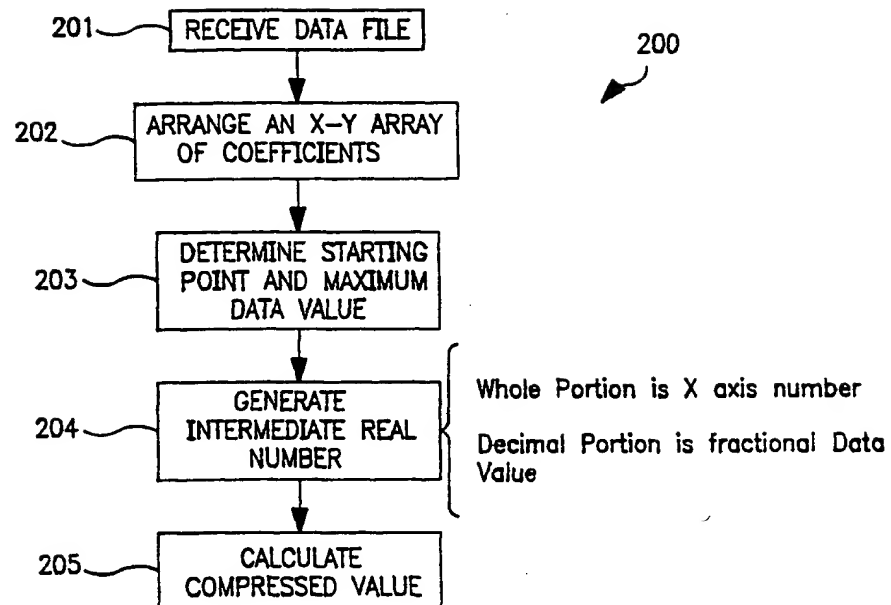 201
RECEIVE DATA FILE
200
202
ARRANGE AN X-Y ARRAY
OF COEFFICIENTS
203
DETERMINE STARTING
POINT AND MAXIMUM
DATA VALUE
204
GENERATE
INTERMEDIATE REAL
NUMBER
Whole Portion is X axis number
Decimal Portion is fractional Data
Value
205
CALCULATE
COMPRESSED VALUE